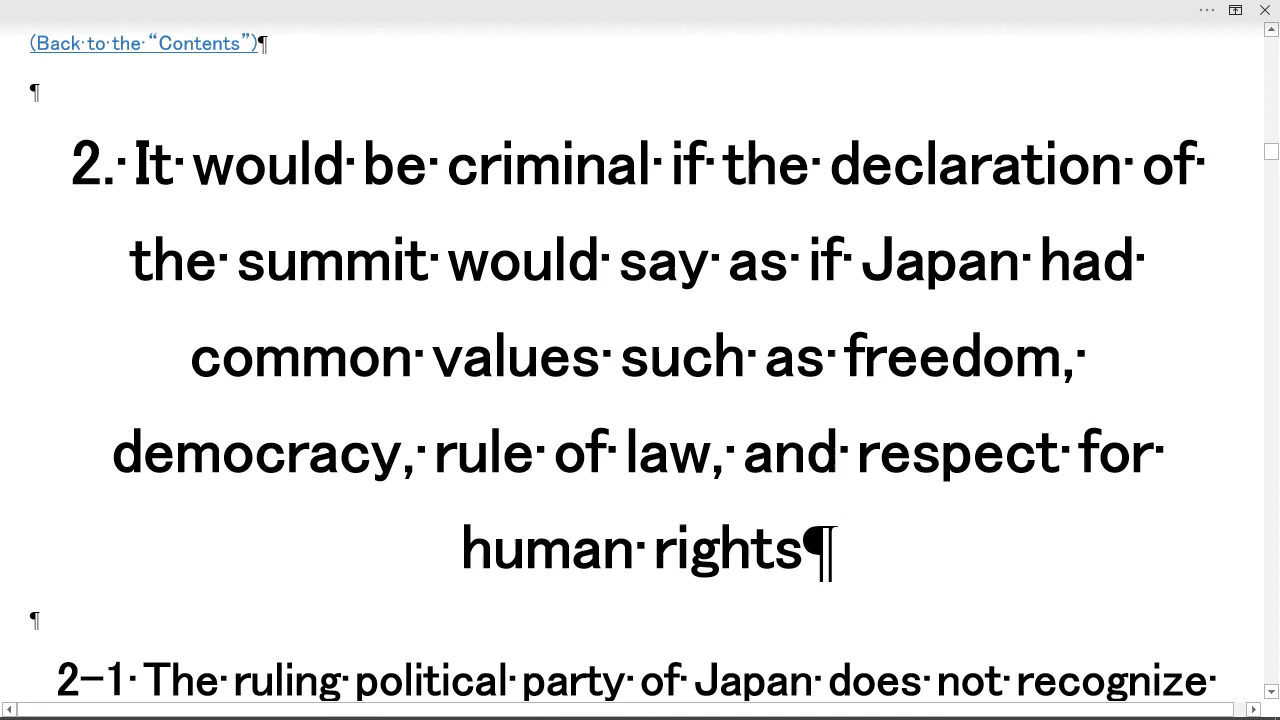 (Back to the “Contents”)
2. It would be criminal if the declaration of
the summit would say as if Japan had
common values such as freedom,
democracy, rule of law, and respect for
human rights
2-1 The ruling political party of Japan does not recognize